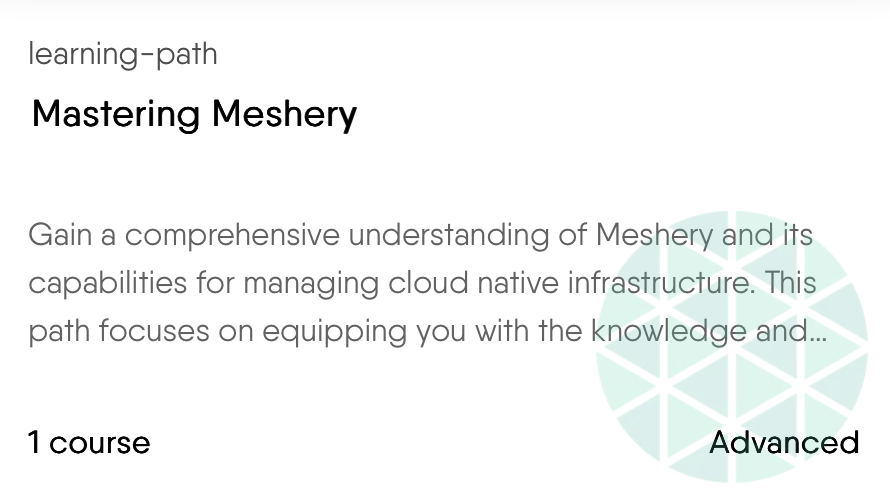 learning-path
Mastering Meshery
Gain a comprehensive understanding of Meshery and its
capabilities for managing cloud native infrastructure. This
path focuses on equipping you with the knowledge and...
1 course
Advanced